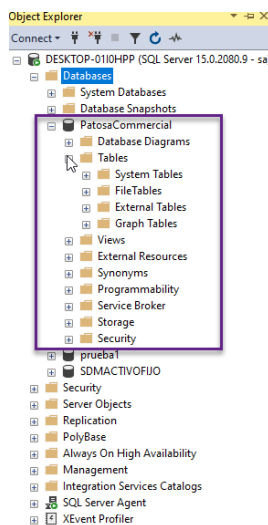 Object Explorer
Connect
DESKTOP-01I0HPP (SQL Server 15.0.2080.9 - sa
Databases
System Databases
Database Snapshots
PatosaCommercial
Database Diagrams
Tables
System Tables
FileTables
External Tables
Graph Tables
Views
External Resources
Synonyms
Programmability
Service Broker
Storage
Security
prueba1
SDMACTIVOFIJO
Security
Server Objects
Replication
PolyBase
Always On High Availability
Management
Integration Services Catalogs
SQL Server Agent
XEvent Profiler